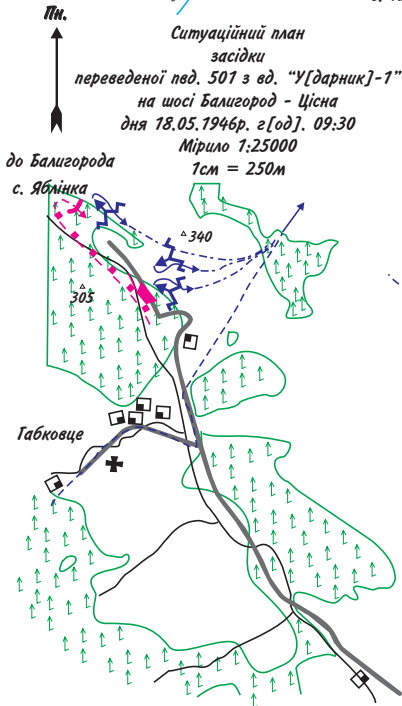 Пн.
Ситуаційний план
засідки
переведеної пвд. 501 з вд. "У[дарник]-1"
на шосі Балигород - Цісна
дня 18.05.1946р. г[од]. 09:30
Мірило 1:25000
1см = 250м
до Балигорода
с. Яблінка
340
305
Габковце